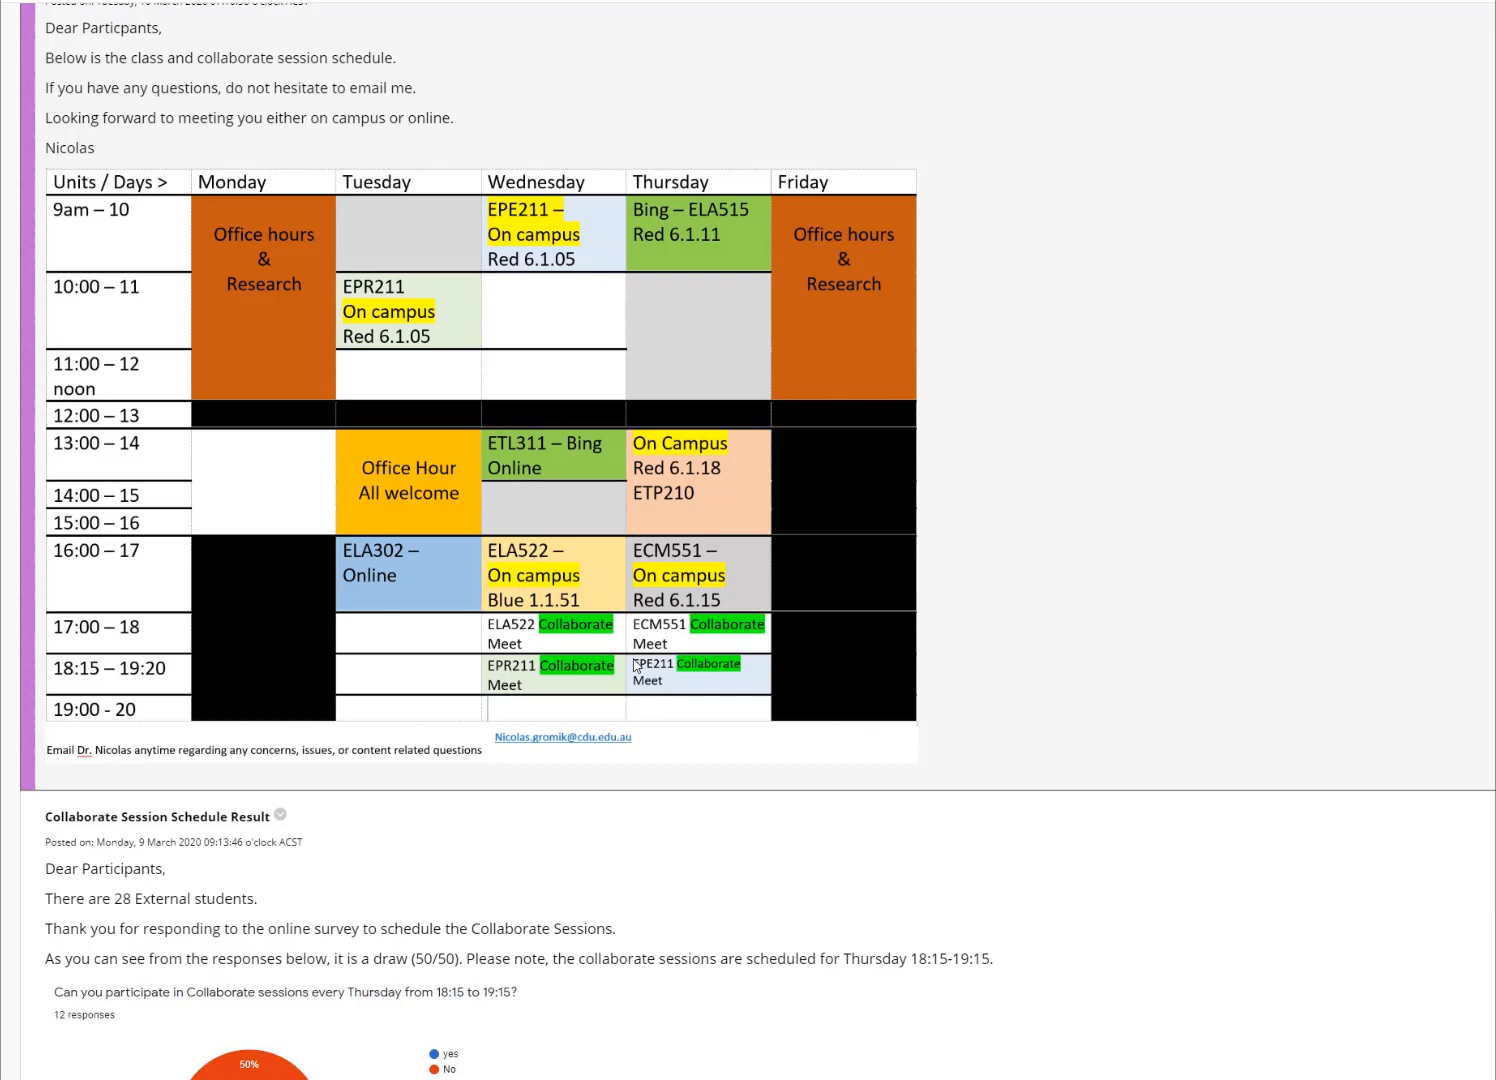 Dear Particpants,
Below is the class and collaborate session schedule.
If you have any questions, do not hesitate to email me.
Looking forward to meeting you either on campus or online.
Nicolas
Units / Days > Monday Tuesday Wednesday Thursday Friday
9am – 10
Office hours
&
Research
EPE211 –
On campus
Red 6.1.05
Bing – ELA515
Red 6.1.11
Office hours
&
Research
10:00 – 11
EPR211
On campus
Red 6.1.05
11:00 – 12
noon
12:00 – 13
13:00 – 14
Office Hour
All welcome
ETL311 – Bing
Online
On Campus
Red 6.1.18
ETP210
14:00 – 15
15:00 – 16
16:00 – 17
ELA302 –
Online
ELA522 –
On campus
Blue 1.1.51
ECM551 –
On campus
Red 6.1.15
17:00 – 18
ELA522 Collaborate
Meet
ECM551 Collaborate
Meet
18:15 – 19:20
EPR211 Collaborate
Meet
EPE211 Collaborate
Meet
19:00 - 20
Nicolas.gromik@cdu.edu.au
Email Dr. Nicolas anytime regarding any concerns, issues, or content related questions
Collaborate Session Schedule Result
Posted on: Monday, 9 March 2020 09:13:46 o'clock ACST
Dear Participants,
There are 28 External students.
Thank you for responding to the online survey to schedule the Collaborate Sessions.
As you can see from the responses below, it is a draw (50/50). Please note, the collaborate sessions are scheduled for Thursday 18:15-19:15.
Can you participate in Collaborate sessions every Thursday from 18:15 to 19:15?
12 responses
50%
yes
No